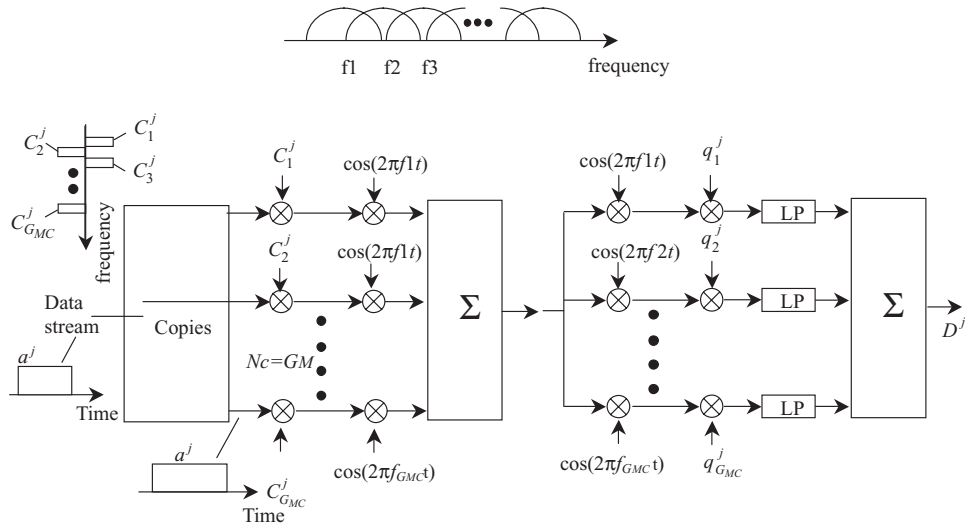 f1 f2 f3
frequency
C_1^j
C_2^j
C_3^j
C_{G_{MC}}^j
frequency
C_1^j
cos(2πf1t)
cos(2πf1t)
q_1^j
LP
C_2^j
cos(2πf1t)
cos(2πf2t)
q_2^j
LP
Data
stream
Copies
Σ
Σ
D^j
a^j
Nc=GM
Time
LP
a^j
C_{G_{MC}}^j
cos(2πf_{GMC}t)
cos(2πf_{GMC}t)
q_{G_{MC}}^j
Time